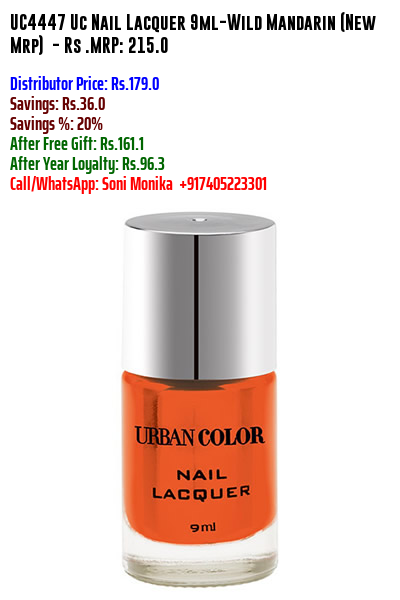 UC4447 Uc Nail Lacquer 9ml-Wild Mandarin (New
Mrp) - Rs .MRP: 215.0
Distributor Price: Rs.179.0
Savings: Rs.36.0
Savings %: 20%
After Free Gift: Rs.161.1
After Year Loyalty: Rs.96.3
Call/WhatsApp: Soni Monika +917405223301
URBAN COLOR
NAIL
LACQUER
9ml